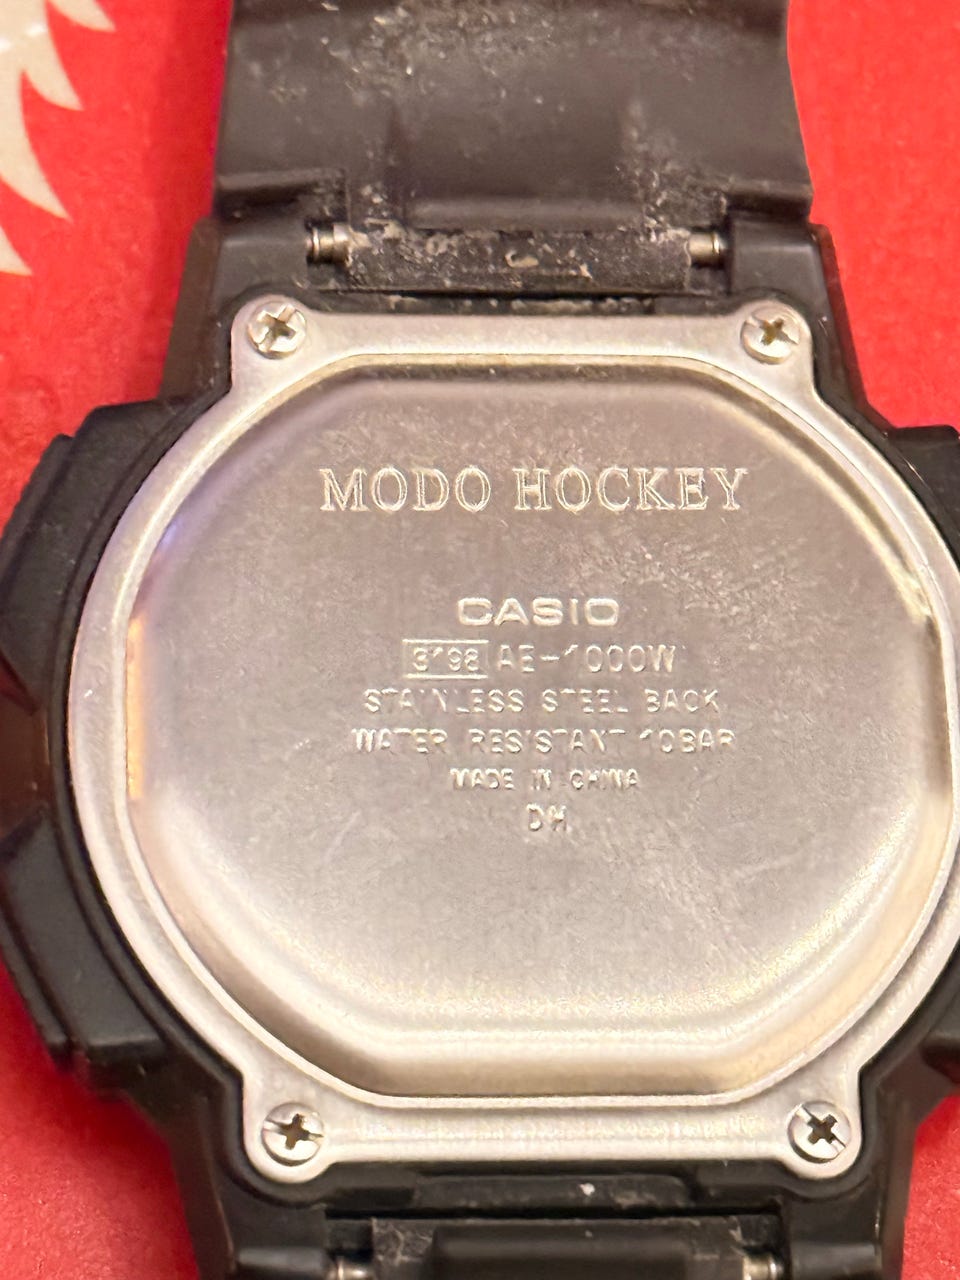 MODO HOCKEY
CASIO
3198 AE-1000W
STAINLESS STEEL BACK
WATER RESISTANT 10BAR
MADE IN CHINA
DH